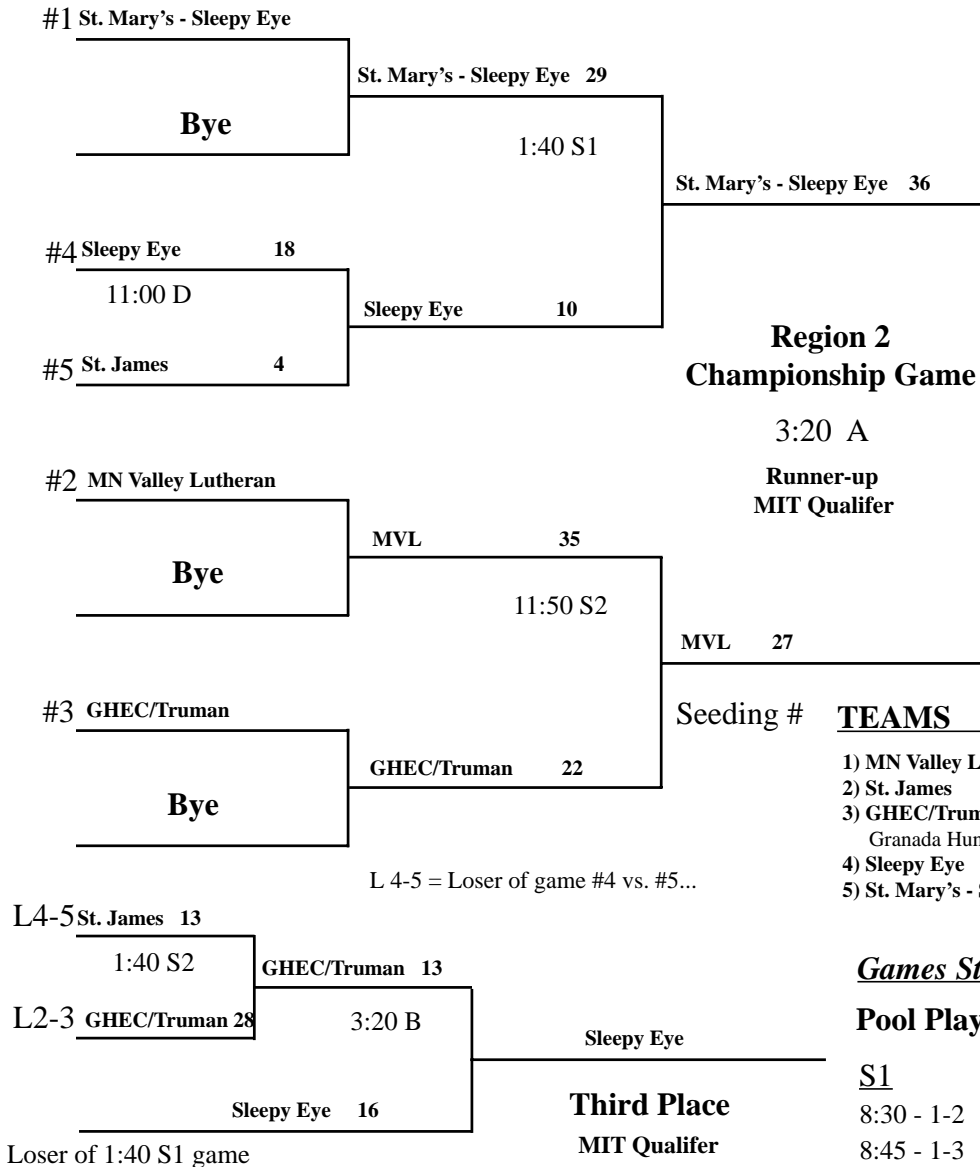 #1 St. Mary's - Sleepy Eye
St. Mary's - Sleepy Eye 29
Bye
1:40 S1
St. Mary's - Sleepy Eye 36
#4 Sleepy Eye 18
11:00 D
Sleepy Eye 10
#5 St. James 4
Region 2
Championship Game
3:20 A
Runner-up
MIT Qualifer
#2 MN Valley Lutheran
MVL 35
Bye
11:50 S2
MVL 27
#3 GHEC/Truman
Seeding # TEAMS
GHEC/Truman 22
Bye
1) MN Valley L
2) St. James
3) GHEC/Trum
Granada Hun
4) Sleepy Eye
5) St. Mary's - S
L 4-5 = Loser of game #4 vs. #5...
L4-5 St. James 13
1:40 S2
GHEC/Truman 13
L2-3 GHEC/Truman 28
3:20 B
Sleepy Eye
Sleepy Eye 16
Loser of 1:40 S1 game
Third Place
MIT Qualifer
Games St
Pool Play
S1
8:30 - 1-2
8:45 - 1-3